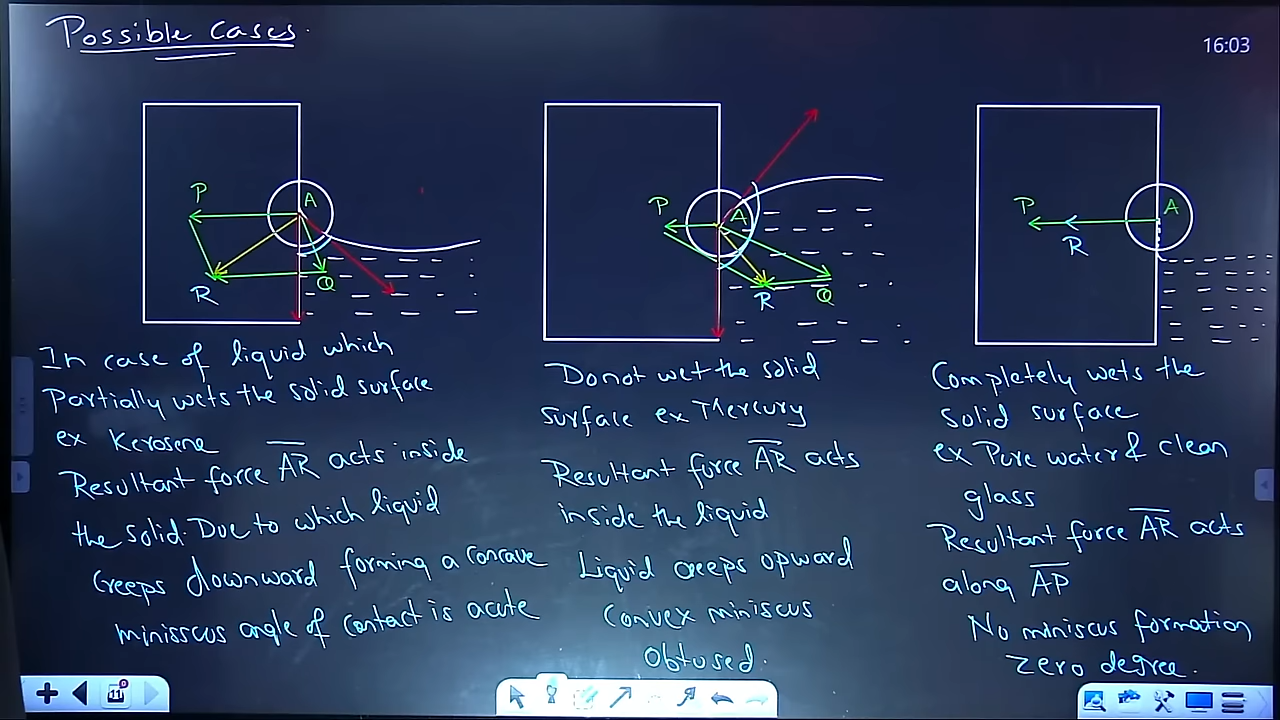 Possible cases.
16:03
P
A
R
Q
P
A
R
Q
P
A
R
In case of liquid which
Partially wets the solid surface
ex Kerosene
Resultant force AR acts inside
the solid. Due to which liquid
Creeps downward forming a concave
minisscus angle of contact is acute
Donot wet the solid
surface ex Mercury
Resultant force AR acts
inside the liquid
Liquid creeps opward
Convex miniscus
Obtused.
Completely wets the
solid surface
ex Pure water & clean
glass
Resultant force AR acts
along AP
No miniscus formation
zero degree.
11